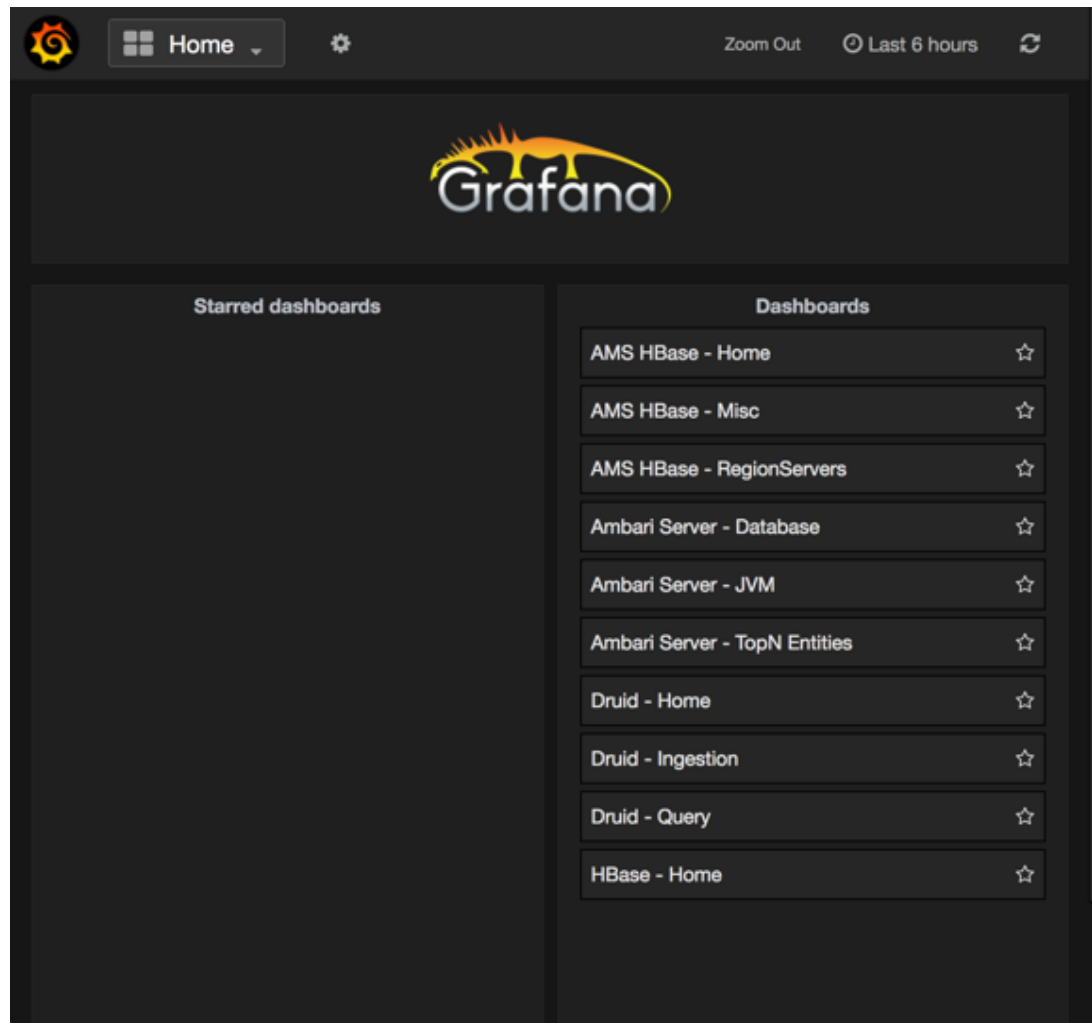 Home
Zoom Out
Last 6 hours
Grafana
Starred dashboards
Dashboards
AMS HBase - Home
AMS HBase - Misc
AMS HBase - RegionServers
Ambari Server - Database
Ambari Server - JVM
Ambari Server - TopN Entities
Druid - Home
Druid - Ingestion
Druid - Query
HBase - Home